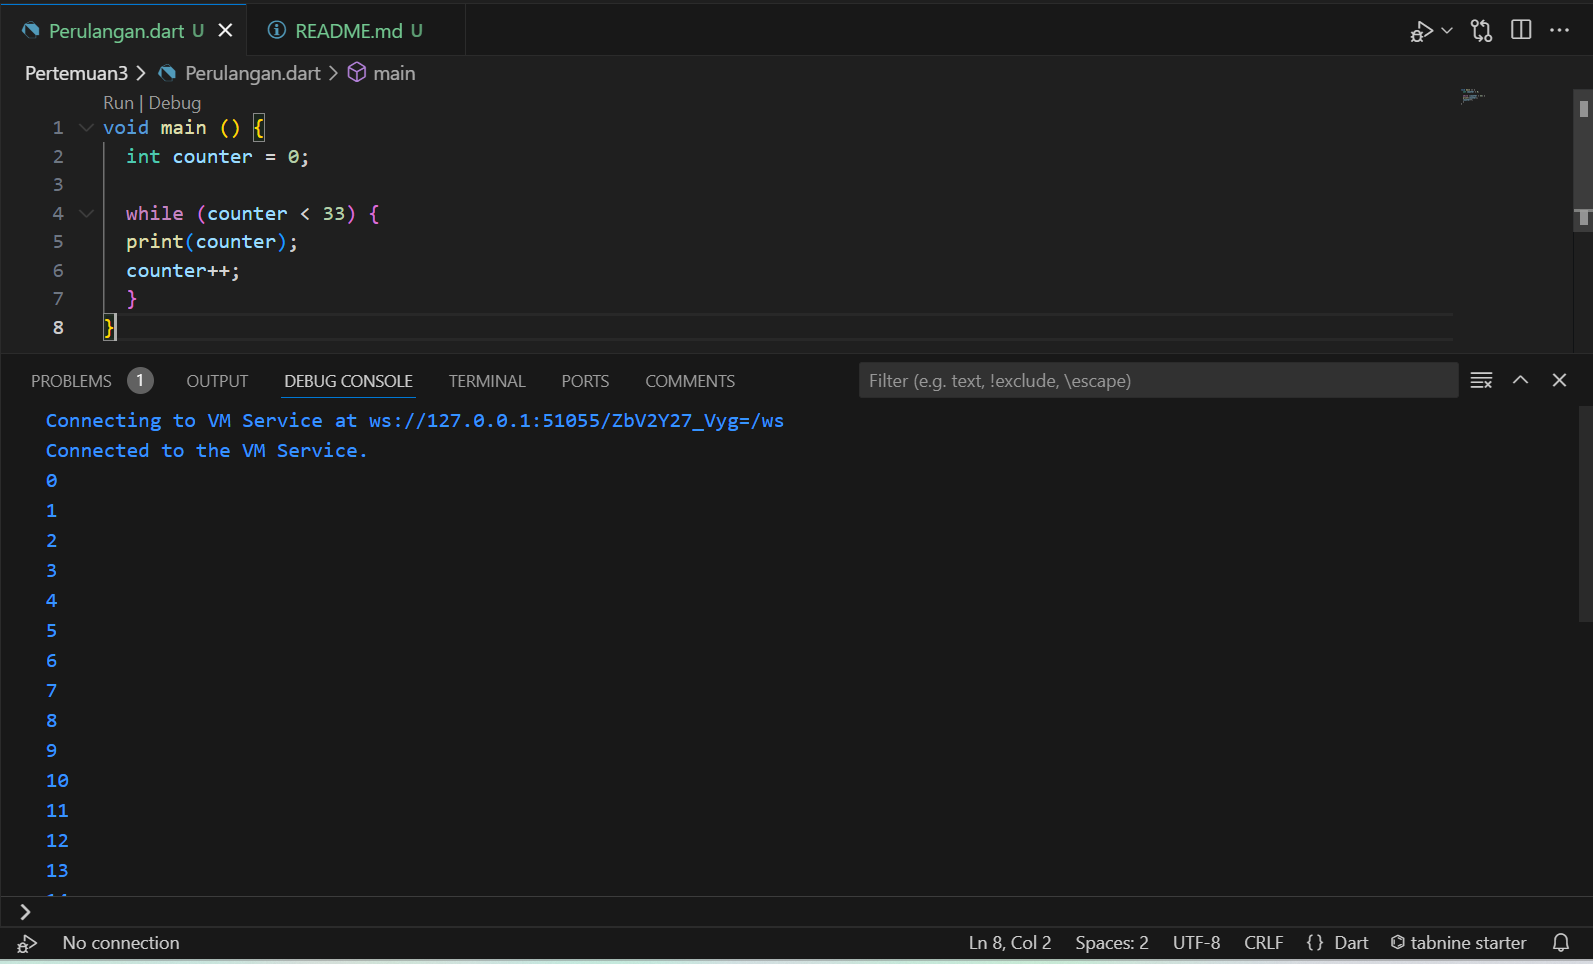 Perulangan.dart U
README.md U
Pertemuan3 > Perulangan.dart > main
Run | Debug
1 void main () {
2 int counter = 0;
3
4 while (counter < 33) {
5 print(counter);
6 counter++;
7 }
8 }
PROBLEMS 1 OUTPUT DEBUG CONSOLE TERMINAL PORTS COMMENTS Filter (e.g. text, !exclude, \escape)
Connecting to VM Service at ws://127.0.0.1:51055/ZbV2Y27_Vyg=/ws
Connected to the VM Service.
0
1
2
3
4
5
6
7
8
9
10
11
12
13
>
No connection Ln 8, Col 2 Spaces: 2 UTF-8 CRLF {} Dart tabnine starter